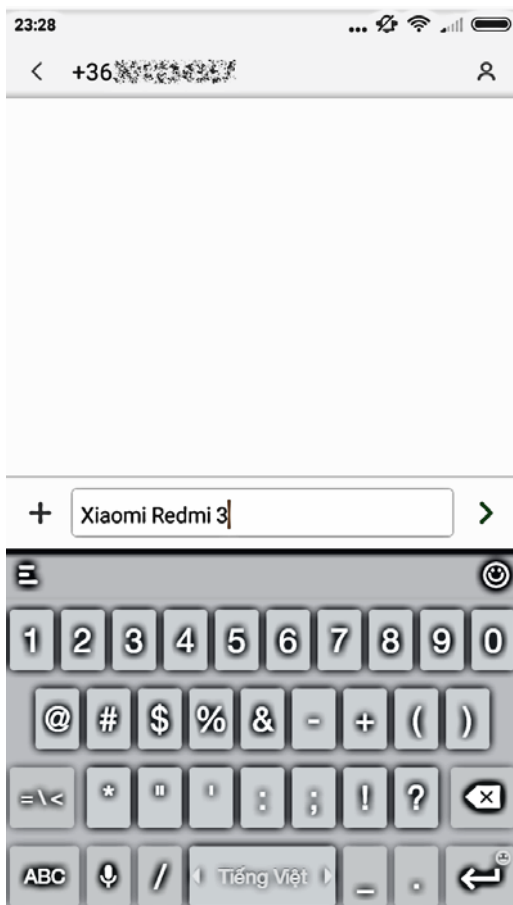 23:28
+36
Xiaomi Redmi 3
1 2 3 4 5 6 7 8 9 0
@ # $ % & - + ( )
=\< * " ' : ; ! ?
ABC / Tiếng Việt _ .